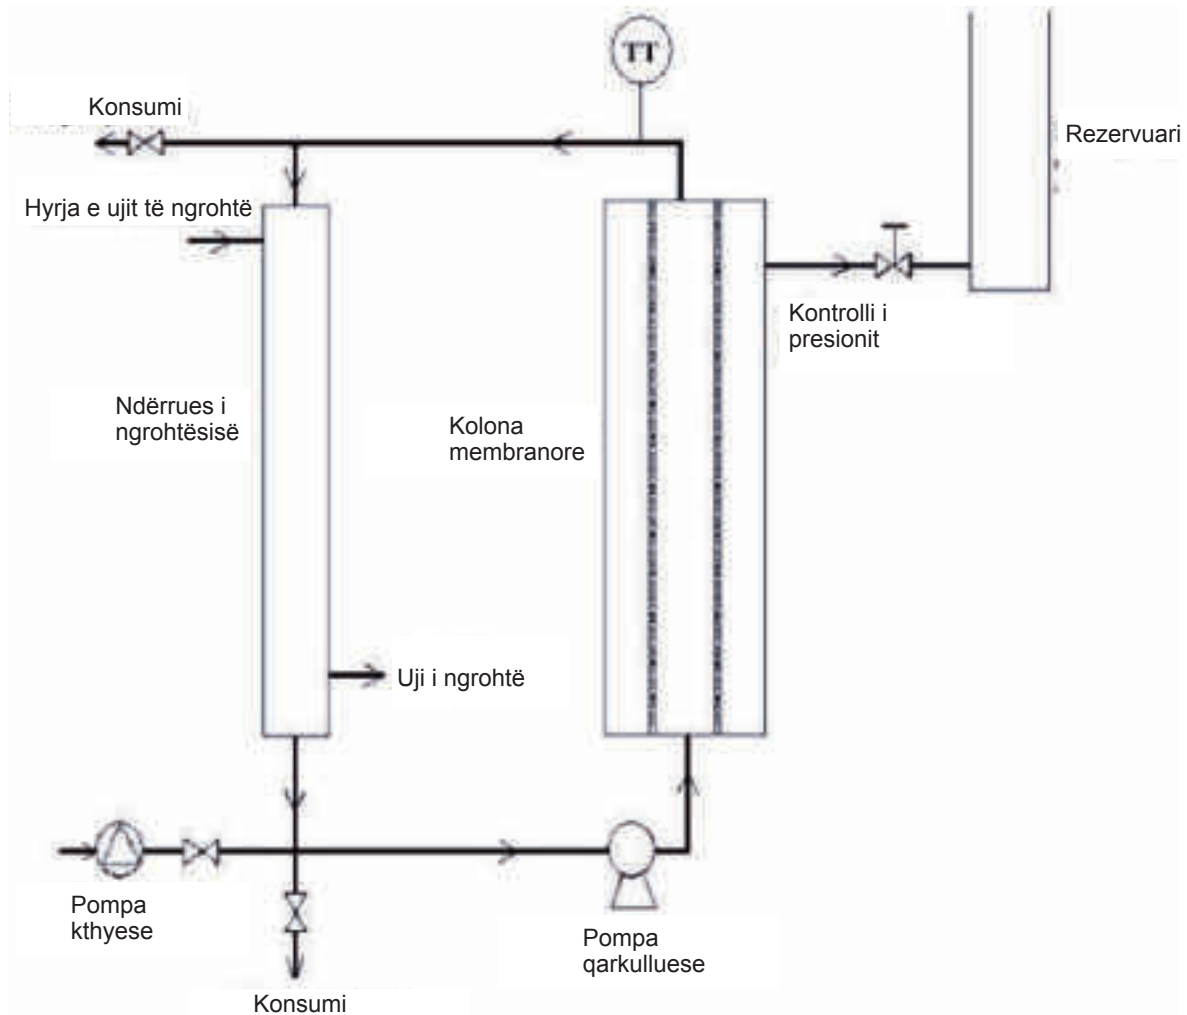 TT
Konsumi
Rezervuari
Hyrja e ujit të ngrohtë
Kontrolli i
presionit
Ndërrues i
ngrohtësisë
Kolona
membranore
Uji i ngrohtë
Pompa
kthyese
Pompa
qarkulluese
Konsumi